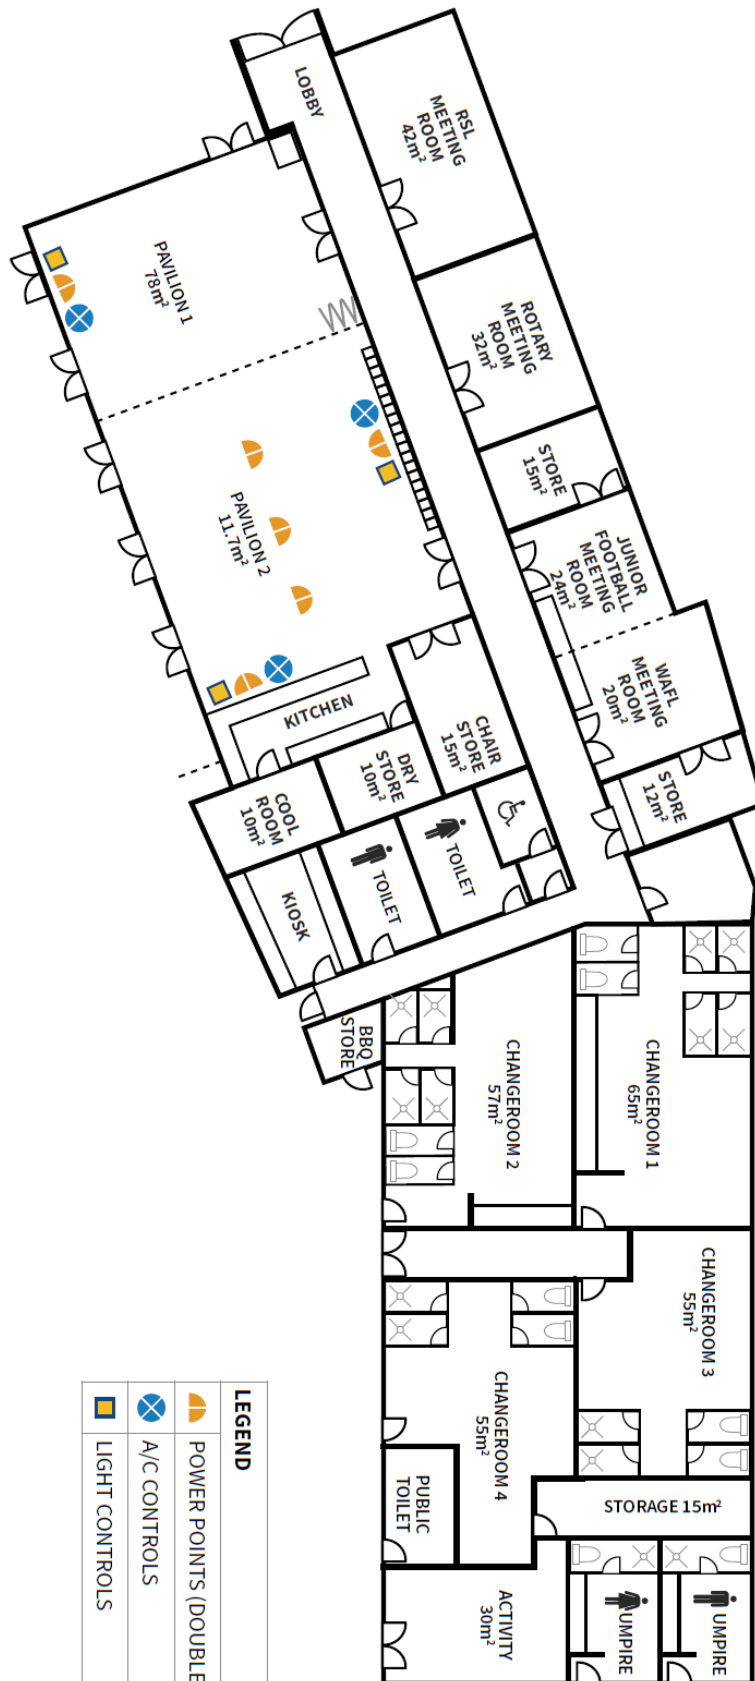 LOBBY
RSL
MEETING
ROOM
42m²
PAVILION 1
78m²
ROTARY
MEETING
ROOM
32m²
STORE
15m²
PAVILION 2
11.7m²
JUNIOR
FOOTBALL
MEETING
ROOM
24m²
WAFL
MEETING
ROOM
20m²
KITCHEN
CHAIR
STORE
15m²
DRY
STORE
10m²
COOL
ROOM
10m²
STORE
12m²
TOILET
TOILET
KIOSK
BBQ
STORE
CHANGEROOM 2
57m²
CHANGEROOM 1
65m²
CHANGEROOM 3
55m²
CHANGEROOM 4
55m²
PUBLIC
TOILET
STORAGE 15m²
ACTIVITY
30m²
UMPIRE
UMPIRE
LEGEND
POWER POINTS (DOUBLE
A/C CONTROLS
LIGHT CONTROLS